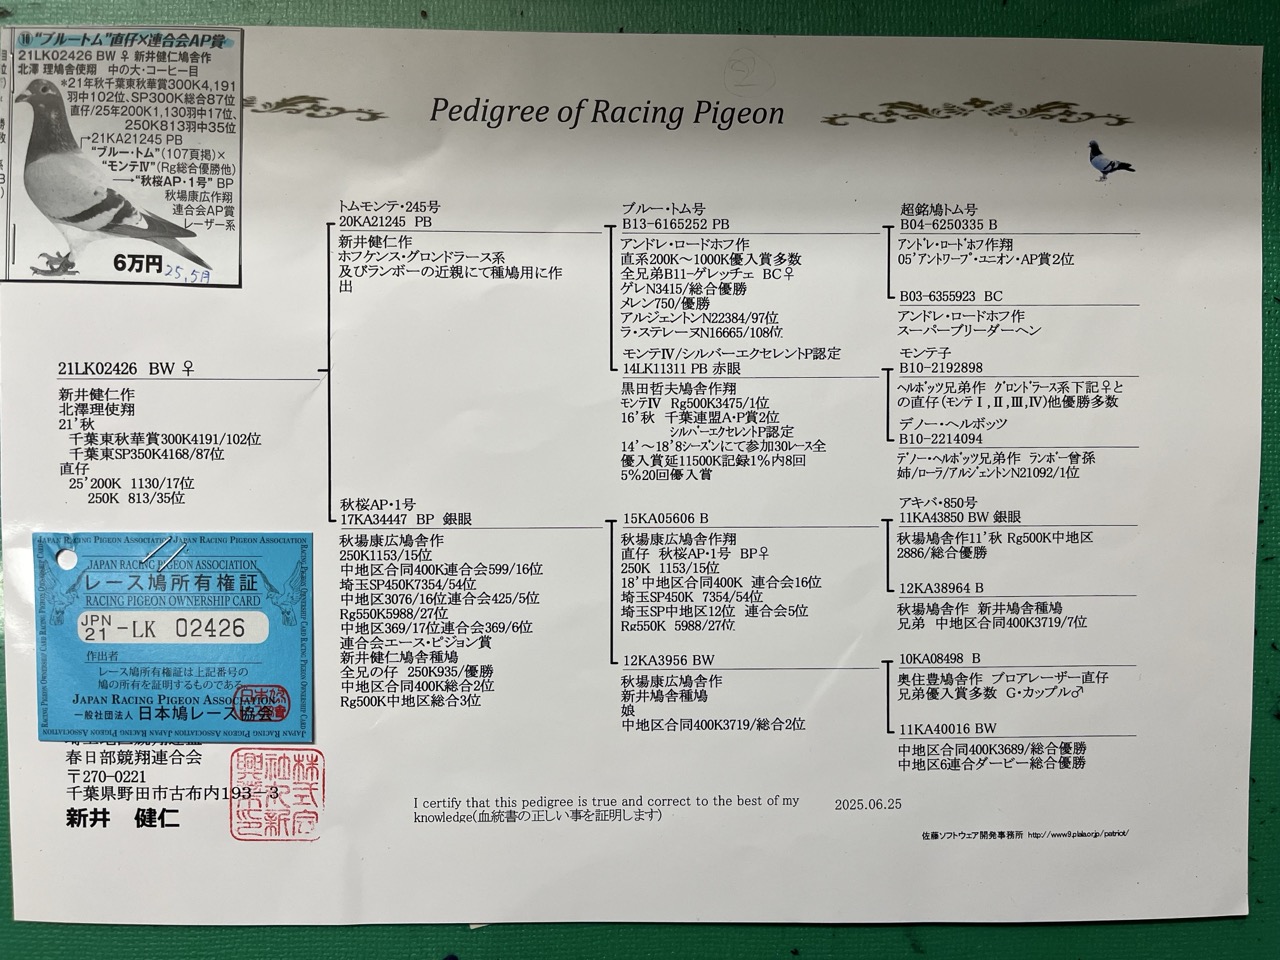 ⑯"ブルートム"直仔×連合会AP賞
21LK02426 BW ♀ 新井健仁鳩舎作
北澤 理鳩舎使翔 中の大・コーヒー目
*21年秋千葉東秋華賞300K4,191
羽中102位、SP300K総合87位
直仔/25年200K1,130羽中17位、
250K813羽中35位
21KA21245 PB
"ブルー・トム"(107頁掲)×
"モンテⅣ"(Rg総合優勝他)
"秋桜AP・1号" BP
秋場康広作翔
連合会AP賞
レーザー系
6万円
25,5月
②
Pedigree of Racing Pigeon
21LK02426 BW ♀
新井健仁作
北澤理使翔
21'秋
千葉東秋華賞300K4191/102位
千葉東SP350K4168/87位
直仔
25'200K 1130/17位
250K 813/35位
トムモンテ・245号
20KA21245 PB
新井健仁作
ホフケンス・グロンドラース系
及びランボーの近親にて種鳩用に作
出
秋桜AP・1号
17KA34447 BP 銀眼
秋場康広鳩舎作翔
250K1153/15位
中地区合同400K連合会599/16位
埼玉SP450K7354/54位
中地区3076/16位連合会425/5位
Rg550K5988/27位
中地区369/17位連合会369/6位
連合会エース・ピジョン賞
新井健仁鳩舎種鳩
全兄の仔 250K935/優勝
中地区合同400K総合2位
Rg500K中地区総合3位
ブルー・トム号
B13-6165252 PB
アンドレ・ロードホフ作
直系200K～1000K優入賞多数
全兄弟B11-ゲレッチェ BC♀
ゲレN3415/総合優勝
メレン750/優勝
アルジェントンN22384/97位
ラ・ステレーヌN16665/108位
モンテⅣ/シルバーエクセレントP認定
14LK11311 PB 赤眼
黒田哲夫鳩舎作翔
モンテⅣ Rg500K3475/1位
16'秋 千葉連盟A・P賞2位
シルバーエクセレントP認定
14'～18'8シーズンにて参加30レース全
優入賞延11500K記録1％内8回
5％20回優入賞
15KA05606 B
秋場康広鳩舎作翔
直仔 秋桜AP・1号 BP♀
250K 1153/15位
18'中地区合同400K 連合会16位
埼玉SP450K 7354/54位
埼玉SP中地区12位 連合会5位
Rg550K 5988/27位
12KA3956 BW
秋場康広鳩舎作
新井鳩舎種鳩
娘
中地区合同400K3719/総合2位
超銘鳩トム号
B04-6250335 B
アンドレ・ロードホフ作翔
05'アントワープ・ユニオン・AP賞2位
B03-6355923 BC
アンドレ・ロードホフ作
スーパーブリーダーヘン
モンテ子
B10-2192898
ヘルボッツ兄弟作 グロンドラース系下記♀と
の直仔(モンテⅠ,Ⅱ,Ⅲ,Ⅳ)他優勝多数
デノー・ヘルボッツ
B10-2214094
デノー・ヘルボッツ兄弟作 ランボー曾孫
姉/ローラ/アルジェントンN21092/1位
アキバ・850号
11KA43850 BW 銀眼
秋場鳩舎作11'秋 Rg500K中地区
2886/総合優勝
12KA38964 B
秋場鳩舎作 新井鳩舎種鳩
兄弟 中地区合同400K3719/7位
10KA08498 B
奥住豊鳩舎作 ブロアレーザー直仔
兄弟優入賞多数 G・カップル♂
11KA40016 BW
中地区合同400K3689/総合優勝
中地区6連合ダービー総合優勝
JAPAN RACING PIGEON ASSOCIATION
レース鳩所有権証
RACING PIGEON OWNERSHIP CARD
JPN
21 -LK 02426
作出者
レース鳩所有権証は上記番号の
鳩の所有を証明するものである
JAPAN RACING PIGEON ASSOCIATION
一般社団法人 日本鳩レース協会
春日部競翔連合会
〒270-0221
千葉県野田市古布内193－3
新井 健仁
I certify that this pedigree is true and correct to the best of my
knowledge(血統書の正しい事を証明します)
2025.06.25
佐藤ソフトウェア開発事務所 http://www9.plala.or.jp/patriot/